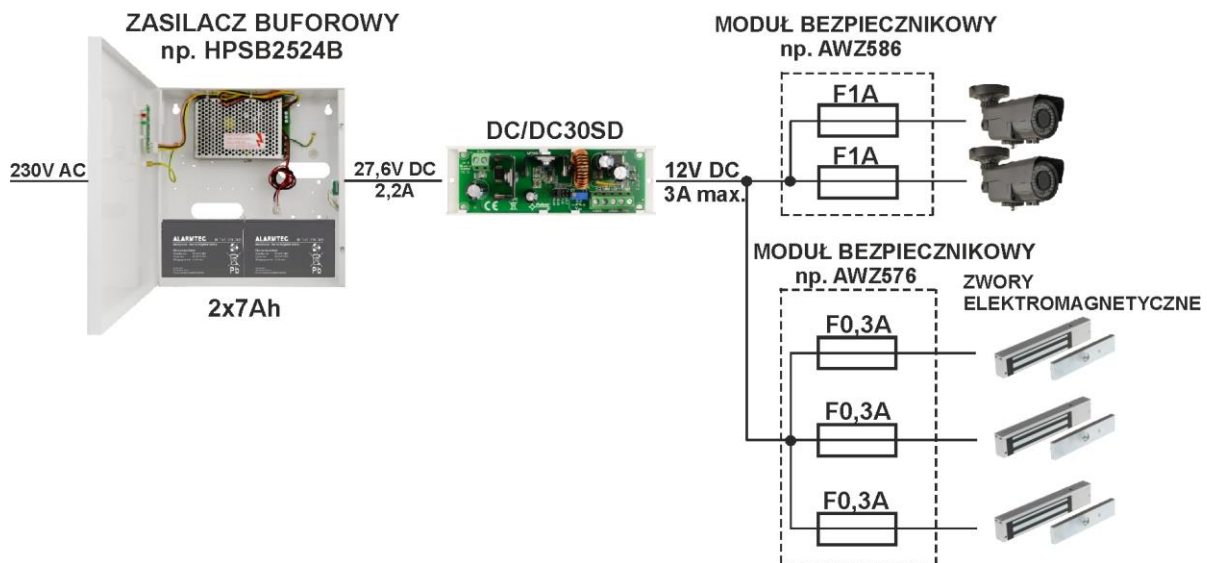 ZASILACZ BUFOROWY
np. HPSB2524B
MODUŁ BEZPIECZNIKOWY
np. AWZ586
F1A
F1A
DC/DC30SD
230V AC
27,6V DC
2,2A
12V DC
3A max.
ALARMTEC
ALARMTEC
Pb
Pb
2x7Ah
MODUŁ BEZPIECZNIKOWY
np. AWZ576
ZWORY
ELEKTROMAGNETYCZNE
F0,3A
F0,3A
F0,3A